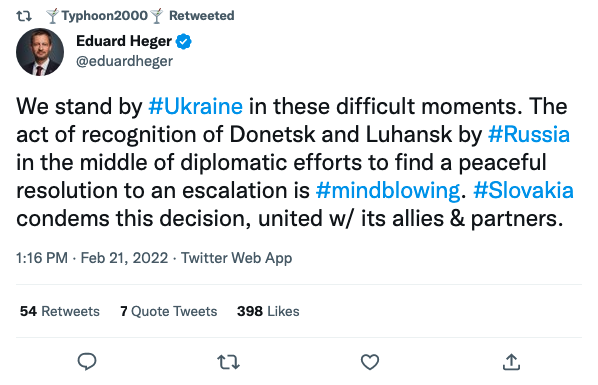 Typhoon2000 Retweeted
Eduard Heger
@eduardheger
We stand by #Ukraine in these difficult moments. The
act of recognition of Donetsk and Luhansk by #Russia
in the middle of diplomatic efforts to find a peaceful
resolution to an escalation is #mindblowing. #Slovakia
condems this decision, united w/ its allies & partners.
1:16 PM · Feb 21, 2022 · Twitter Web App
54 Retweets 7 Quote Tweets 398 Likes